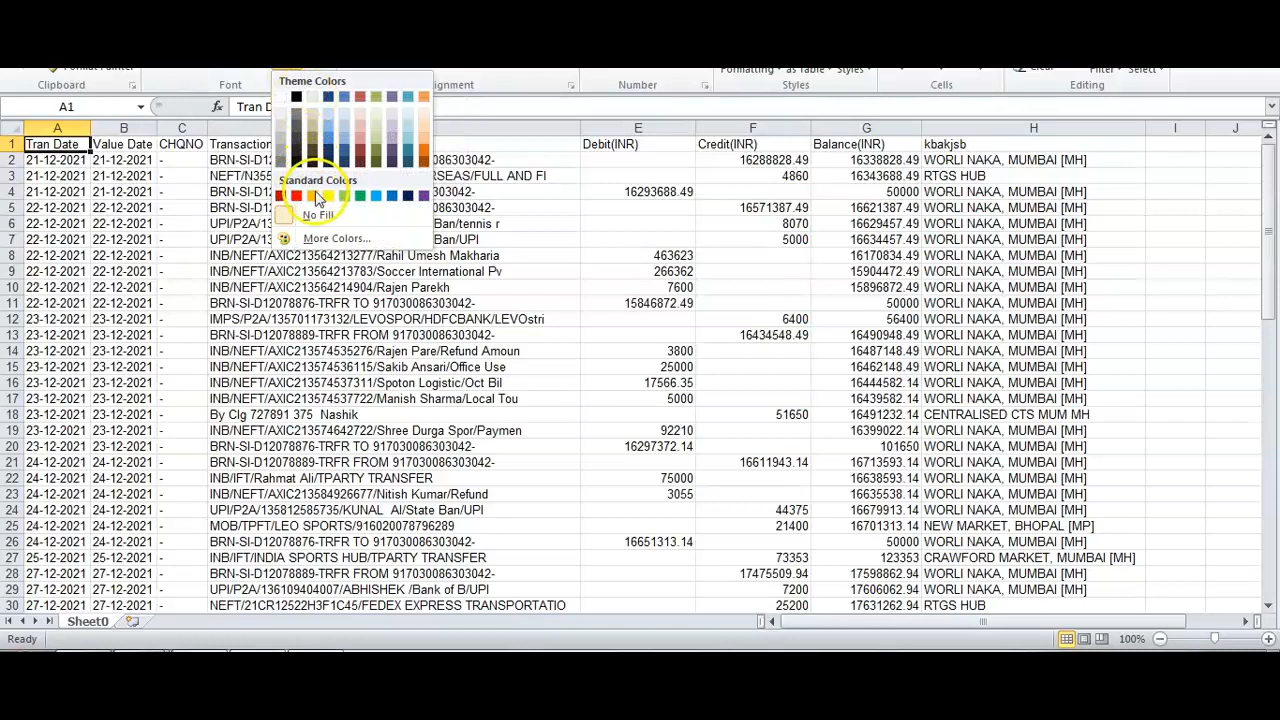 Clipboard Font Alignment Number Styles Cells Editing
Formatting as Table Styles Clear Filter Select
Theme Colors
A1 fx Tran D
A B C E F G H I J
1 Tran Date Value Date CHQNO Transaction Debit(INR) Credit(INR) Balance(INR) kbakjsb
2 21-12-2021 21-12-2021 - BRN-SI-D12 086303042- 16288828.49 16338828.49 WORLI NAKA, MUMBAI [MH]
3 21-12-2021 21-12-2021 - NEFT/N355 RSEAS/FULL AND FI 4860 16343688.49 RTGS HUB
Standard Colors
4 21-12-2021 21-12-2021 - BRN-SI-D12 086303042- 16293688.49 50000 WORLI NAKA, MUMBAI [MH]
5 22-12-2021 22-12-2021 - BRN-SI-D12 086303042- 16571387.49 16621387.49 WORLI NAKA, MUMBAI [MH]
No Fill
6 22-12-2021 22-12-2021 - UPI/P2A/13 Ban/tennis r 8070 16629457.49 WORLI NAKA, MUMBAI [MH]
7 22-12-2021 22-12-2021 - UPI/P2A/13 Ban/UPI 5000 16634457.49 WORLI NAKA, MUMBAI [MH]
More Colors...
8 22-12-2021 22-12-2021 - INB/NEFT/AXIC213564213277/Rahil Umesh Makharia 463623 16170834.49 WORLI NAKA, MUMBAI [MH]
9 22-12-2021 22-12-2021 - INB/NEFT/AXIC213564213783/Soccer International Pv 266362 15904472.49 WORLI NAKA, MUMBAI [MH]
10 22-12-2021 22-12-2021 - INB/NEFT/AXIC213564214904/Rajen Parekh 7600 15896872.49 WORLI NAKA, MUMBAI [MH]
11 22-12-2021 22-12-2021 - BRN-SI-D12078876-TRFR TO 917030086303042- 15846872.49 50000 WORLI NAKA, MUMBAI [MH]
12 23-12-2021 23-12-2021 - IMPS/P2A/135701173132/LEVOSPOR/HDFCBANK/LEVOstri 6400 56400 WORLI NAKA, MUMBAI [MH]
13 23-12-2021 23-12-2021 - BRN-SI-D12078889-TRFR FROM 917030086303042- 16434548.49 16490948.49 WORLI NAKA, MUMBAI [MH]
14 23-12-2021 23-12-2021 - INB/NEFT/AXIC213574535276/Rajen Pare/Refund Amoun 3800 16487148.49 WORLI NAKA, MUMBAI [MH]
15 23-12-2021 23-12-2021 - INB/NEFT/AXIC213574536115/Sakib Ansari/Office Use 25000 16462148.49 WORLI NAKA, MUMBAI [MH]
16 23-12-2021 23-12-2021 - INB/NEFT/AXIC213574537311/Spoton Logistic/Oct Bil 17566.35 16444582.14 WORLI NAKA, MUMBAI [MH]
17 23-12-2021 23-12-2021 - INB/NEFT/AXIC213574537722/Manish Sharma/Local Tou 5000 16439582.14 WORLI NAKA, MUMBAI [MH]
18 23-12-2021 23-12-2021 - By Clg 727891 375 Nashik 51650 16491232.14 CENTRALISED CTS MUM MH
19 23-12-2021 23-12-2021 - INB/NEFT/AXIC213574642722/Shree Durga Spor/Paymen 92210 16399022.14 WORLI NAKA, MUMBAI [MH]
20 23-12-2021 23-12-2021 - BRN-SI-D12078876-TRFR TO 917030086303042- 16297372.14 101650 WORLI NAKA, MUMBAI [MH]
21 24-12-2021 24-12-2021 - BRN-SI-D12078889-TRFR FROM 917030086303042- 16611943.14 16713593.14 WORLI NAKA, MUMBAI [MH]
22 24-12-2021 24-12-2021 - INB/IFT/Rahmat Ali/TPARTY TRANSFER 75000 16638593.14 WORLI NAKA, MUMBAI [MH]
23 24-12-2021 24-12-2021 - INB/NEFT/AXIC213584926677/Nitish Kumar/Refund 3055 16635538.14 WORLI NAKA, MUMBAI [MH]
24 24-12-2021 24-12-2021 - UPI/P2A/135812585735/KUNAL Al/State Ban/UPI 44375 16679913.14 WORLI NAKA, MUMBAI [MH]
25 24-12-2021 24-12-2021 - MOB/TPFT/LEO SPORTS/916020078796289 21400 16701313.14 NEW MARKET, BHOPAL [MP]
26 24-12-2021 24-12-2021 - BRN-SI-D12078876-TRFR TO 917030086303042- 16651313.14 50000 WORLI NAKA, MUMBAI [MH]
27 25-12-2021 25-12-2021 - INB/IFT/INDIA SPORTS HUB/TPARTY TRANSFER 73353 123353 CRAWFORD MARKET, MUMBAI [MH]
28 27-12-2021 27-12-2021 - BRN-SI-D12078889-TRFR FROM 917030086303042- 17475509.94 17598862.94 WORLI NAKA, MUMBAI [MH]
29 27-12-2021 27-12-2021 - UPI/P2A/136109404007/ABHISHEK /Bank of B/UPI 7200 17606062.94 WORLI NAKA, MUMBAI [MH]
30 27-12-2021 27-12-2021 - NEFT/21CR12522H3F1C45/FEDEX EXPRESS TRANSPORTATIO 25200 17631262.94 RTGS HUB
Sheet0
Ready 100%